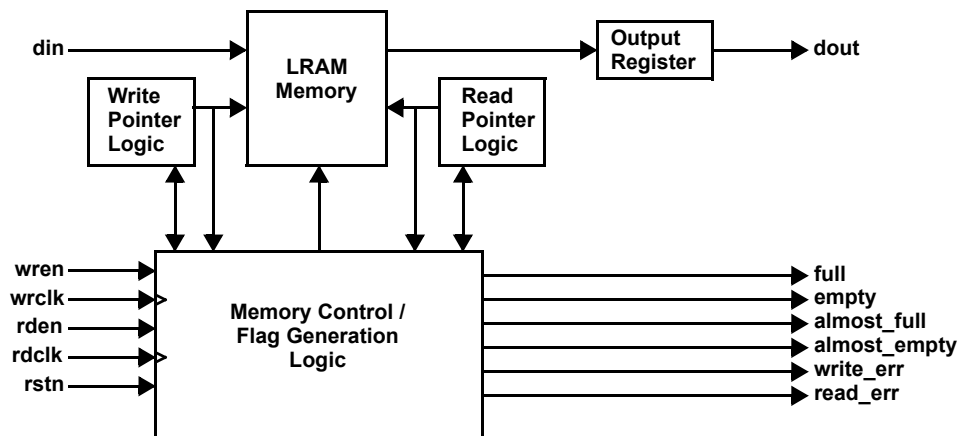 din
LRAM
Memory
Output
Register
dout
Write
Pointer
Logic
Read
Pointer
Logic
wren
wrclk
rden
rdclk
rstn
Memory Control /
Flag Generation
Logic
full
empty
almost_full
almost_empty
write_err
read_err